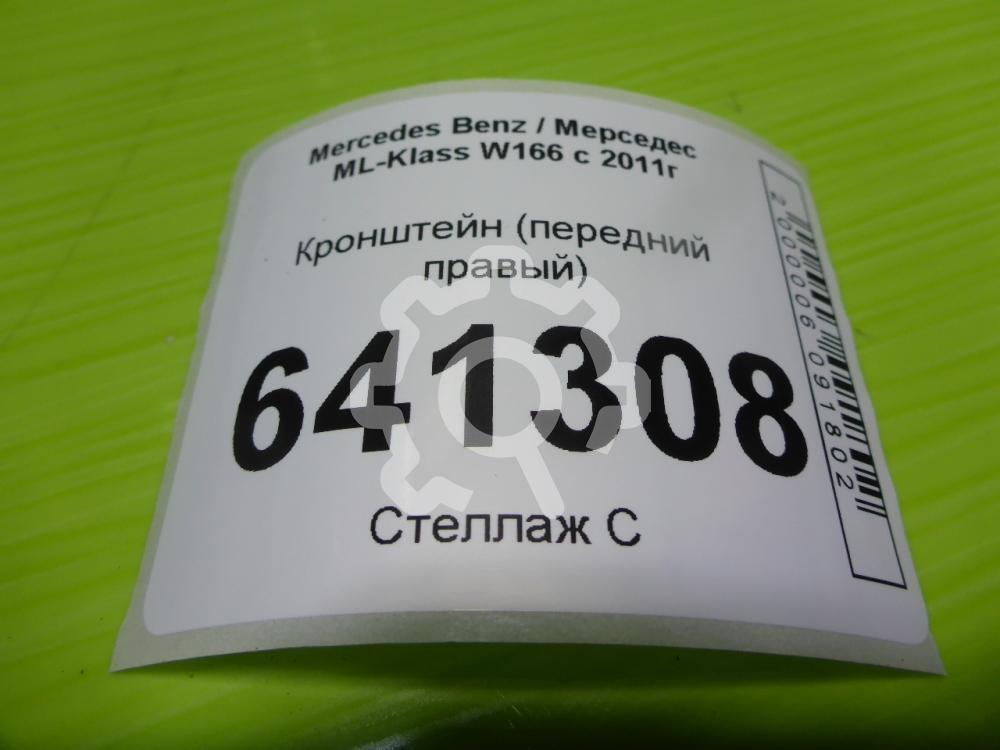 Mercedes Benz / Мерседес
ML-Klass W166 с 2011г
Кронштейн (передний
правый)
641308
Стеллаж С
2000006091802